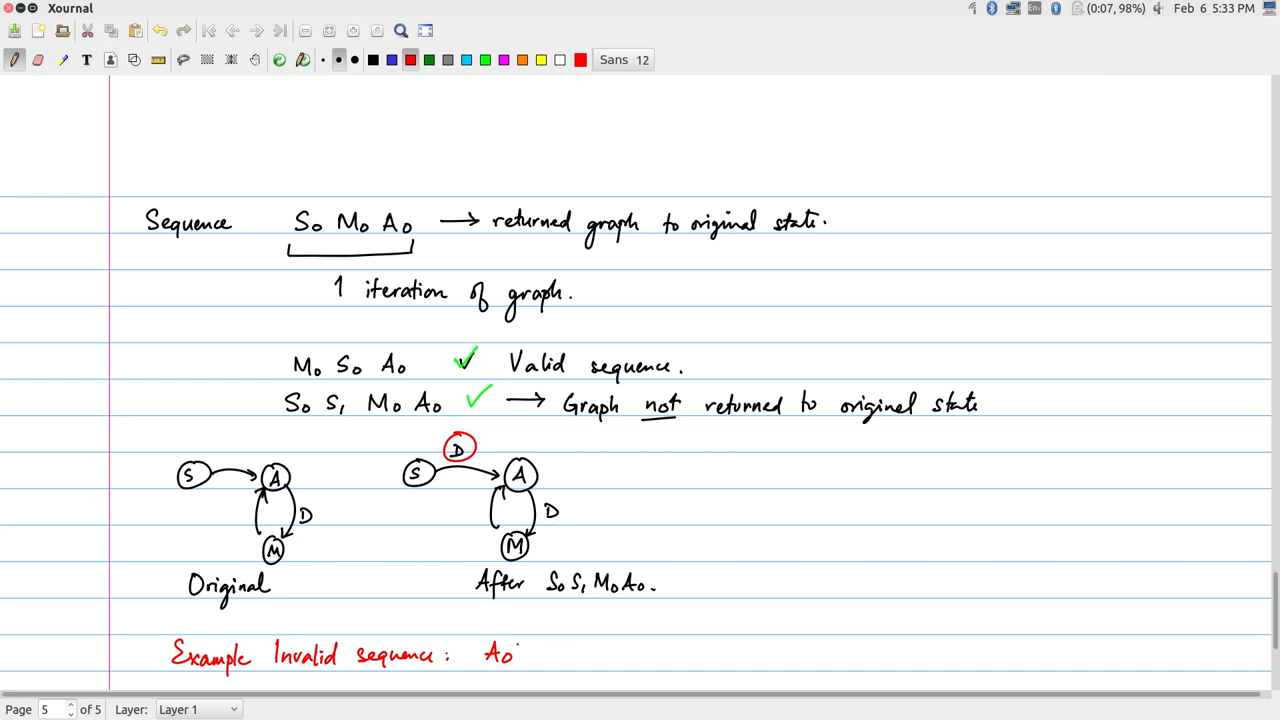 Xournal
(0:07, 98%) Feb 6 5:33 PM
Sans 12
Sequence S0 M0 A0 → returned graph to original state.
1 iteration of graph.
M0 S0 A0 ✓ Valid sequence.
S0 S1 M0 A0 ✓ → Graph not returned to original state
D
S A S A
D D
M M
Original After S0 S1 M0 A0.
Example Invalid sequence: A0
Page 5 of 5 Layer: Layer 1